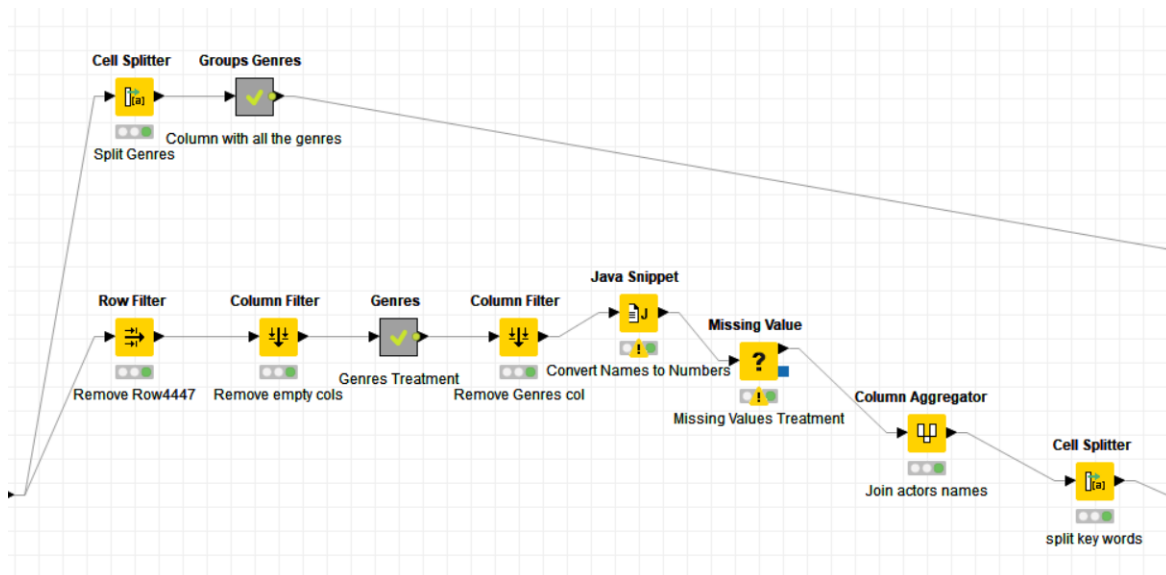 Cell Splitter
Groups Genres
Column with all the genres
Split Genres
Java Snippet
Row Filter
Column Filter
Genres
Column Filter
Missing Value
Convert Names to Numbers
Genres Treatment
Remove Row4447
Remove empty cols
Remove Genres col
Column Aggregator
Missing Values Treatment
Cell Splitter
Join actors names
split key words